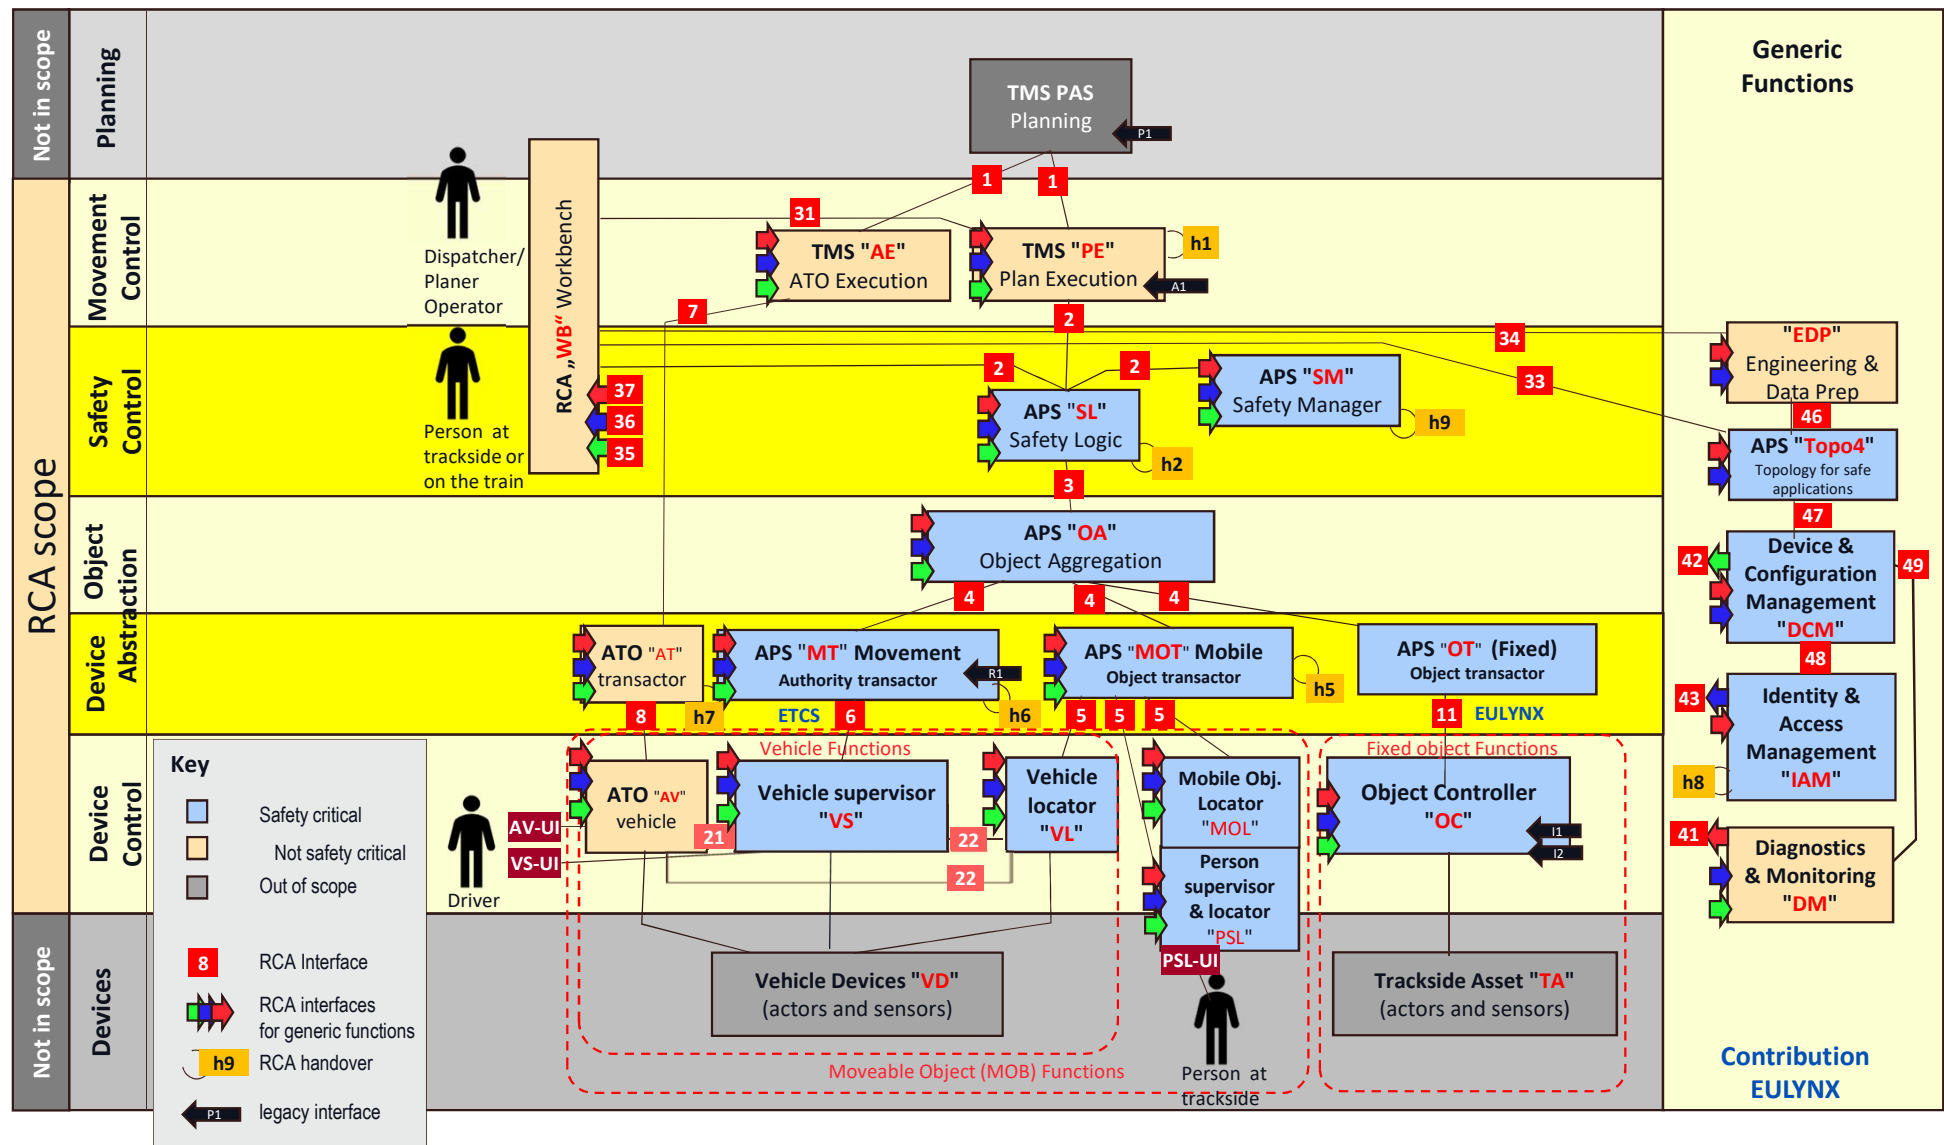 Not in scope
Planning
TMS PAS
Planning
P1
Generic
Functions
1
1
RCA scope
Movement
Control
Dispatcher/
Planer
Operator
RCA „WB“ Workbench
31
TMS "AE"
ATO Execution
TMS "PE"
Plan Execution
h1
A1
7
2
Safety
Control
Person at
trackside or
on the train
37
36
35
2
2
APS "SL"
Safety Logic
h2
APS "SM"
Safety Manager
h9
34
33
3
"EDP"
Engineering &
Data Prep
46
APS "Topo4"
Topology for safe
applications
47
Object
Abstraction
APS "OA"
Object Aggregation
4
4
4
42
Device &
Configuration
Management
"DCM"
49
48
Device
ATO "AT"
transactor
h7
APS "MT" Movement
Authority transactor
R1
h6
APS "MOT" Mobile
Object transactor
h5
APS "OT" (Fixed)
Object transactor
8
ETCS
6
5
5
5
11
EULYNX
43
Identity &
Access
Management
"IAM"
h8
Device
Control
Vehicle Functions
Fixed object Functions
Driver
AV-UI
VS-UI
ATO "AV"
vehicle
21
Vehicle supervisor
"VS"
22
22
Vehicle
locator
"VL"
Mobile Obj.
Locator
"MOL"
Person
supervisor
& locator
"PSL"
PSL-UI
Object Controller
"OC"
I1
I2
41
Diagnostics
& Monitoring
"DM"
Not in scope
Devices
Vehicle Devices "VD"
(actors and sensors)
Moveable Object (MOB) Functions
Person at
trackside
Trackside Asset "TA"
(actors and sensors)
Contribution
EULYNX
Key
Safety critical
Not safety critical
Out of scope
8
RCA Interface
RCA interfaces
for generic functions
h9
RCA handover
P1
legacy interface